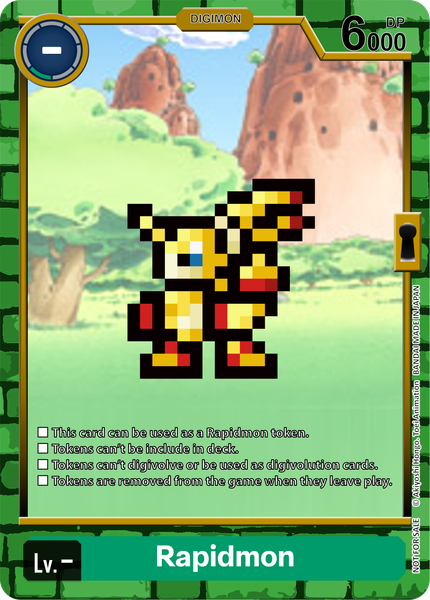 DIGIMON
-
DP
6000
This card can be used as a Rapidmon token.
Tokens can't be include in deck.
Tokens can't digivolve or be used as digivolution cards.
Tokens are removed from the game when they leave play.
NOT FOR SALE © Akiyoshi Hongo, Toei Animation BANDAI MADE IN JAPAN
Lv.-
Rapidmon